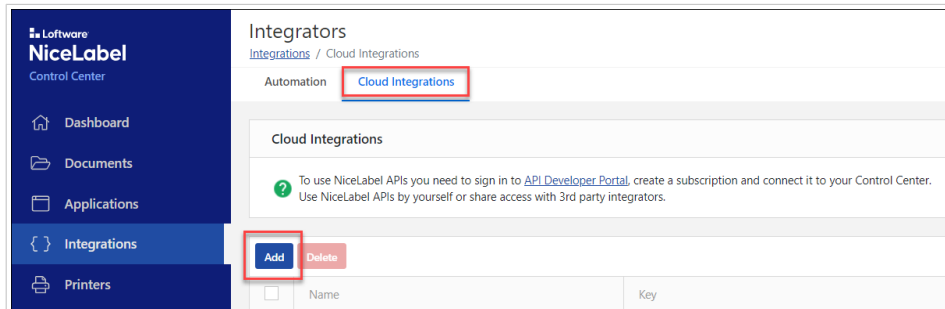 Loftware
NiceLabel
Control Center
Dashboard
Documents
Applications
{ } Integrations
Printers
Integrators
Integrations / Cloud Integrations
Automation Cloud Integrations
Cloud Integrations
To use NiceLabel APIs you need to sign in to API Developer Portal, create a subscription and connect it to your Control Center.
Use NiceLabel APIs by yourself or share access with 3rd party integrators.
Add Delete
Name Key